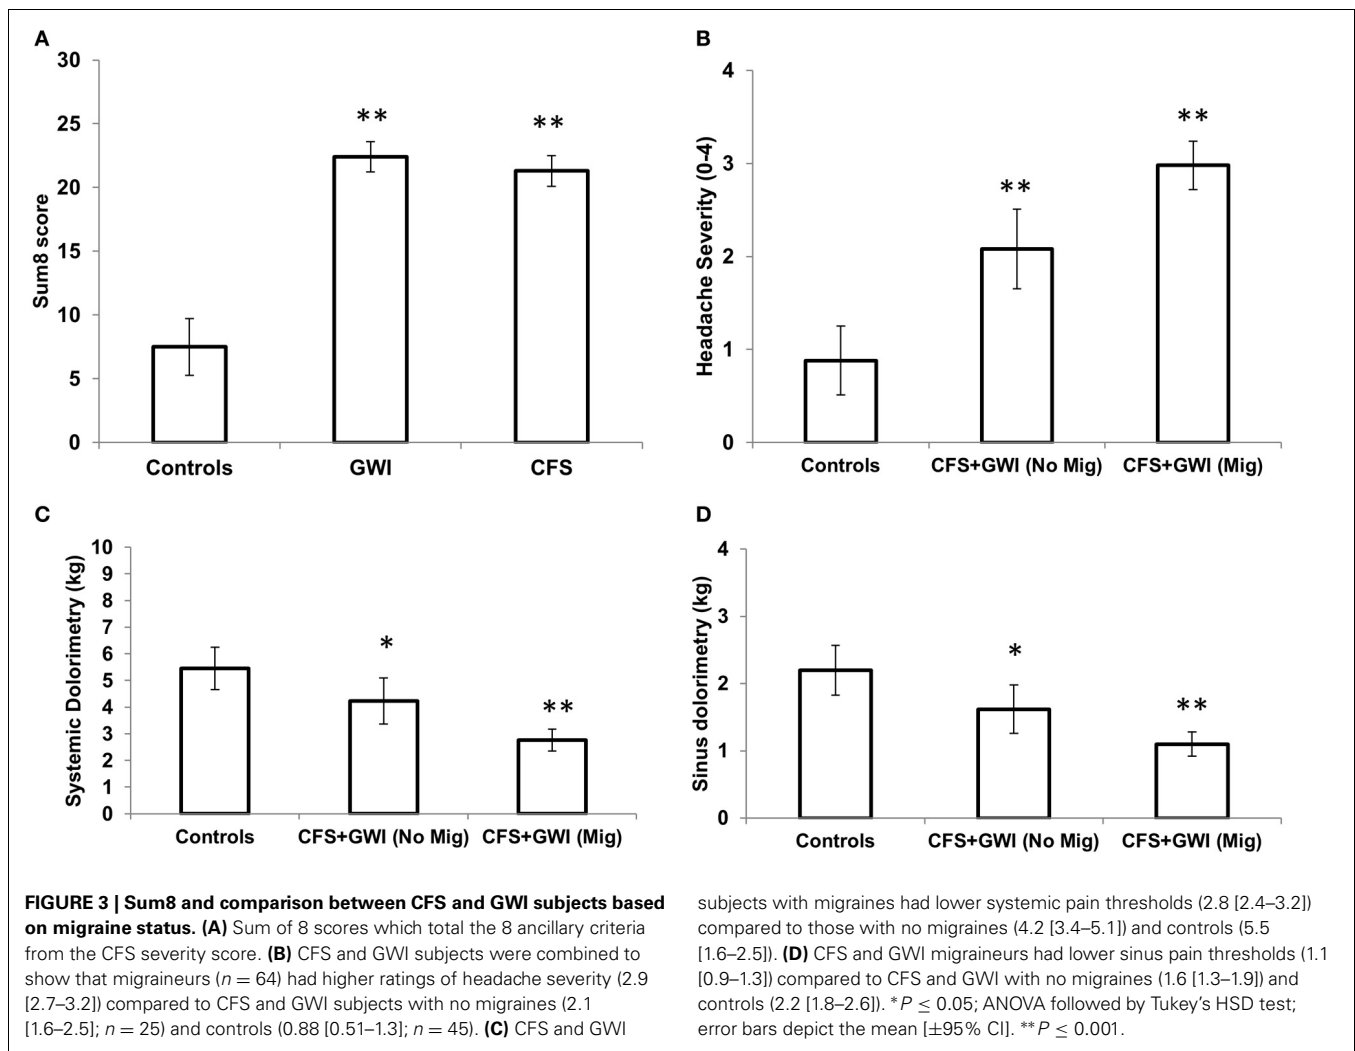 A
30
25
20
15
10
5
0
Sum8 score
**
**
Controls
GWI
CFS
B
4
3
2
1
0
Headache Severity (0-4)
**
**
Controls
CFS+GWI (No Mig)
CFS+GWI (Mig)
C
10
9
8
7
6
5
4
3
2
1
0
Systemic Dolorimetry (kg)
*
**
Controls
CFS+GWI (No Mig)
CFS+GWI (Mig)
D
4
3
2
1
0
Sinus dolorimetry (kg)
*
**
Controls
CFS+GWI (No Mig)
CFS+GWI (Mig)
FIGURE 3 | Sum8 and comparison between CFS and GWI subjects based
on migraine status. (A) Sum of 8 scores which total the 8 ancillary criteria
from the CFS severity score. (B) CFS and GWI subjects were combined to
show that migraineurs (n = 64) had higher ratings of headache severity (2.9
[2.7–3.2]) compared to CFS and GWI subjects with no migraines (2.1
[1.6–2.5]; n = 25) and controls (0.88 [0.51–1.3]; n = 45). (C) CFS and GWI
subjects with migraines had lower systemic pain thresholds (2.8 [2.4–3.2])
compared to those with no migraines (4.2 [3.4–5.1]) and controls (5.5
[1.6–2.5]). (D) CFS and GWI migraineurs had lower sinus pain thresholds (1.1
[0.9–1.3]) compared to CFS and GWI with no migraines (1.6 [1.3–1.9]) and
controls (2.2 [1.8–2.6]). *P ≤ 0.05; ANOVA followed by Tukey's HSD test;
error bars depict the mean [±95% CI]. **P ≤ 0.001.